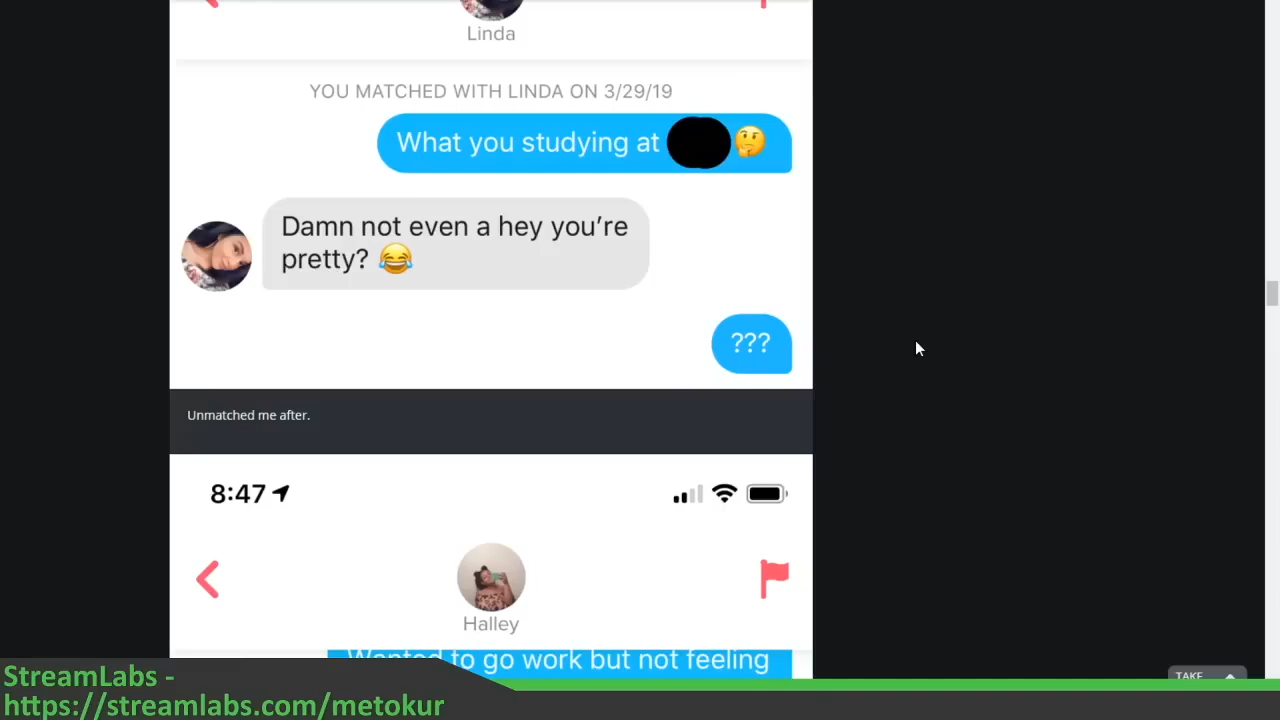 Linda
YOU MATCHED WITH LINDA ON 3/29/19
What you studying at 🤔
Damn not even a hey you’re
pretty? 😂
???
Unmatched me after.
8:47
Halley
Wanted to go work but not feeling
TAKE
StreamLabs -
https://streamlabs.com/metokur